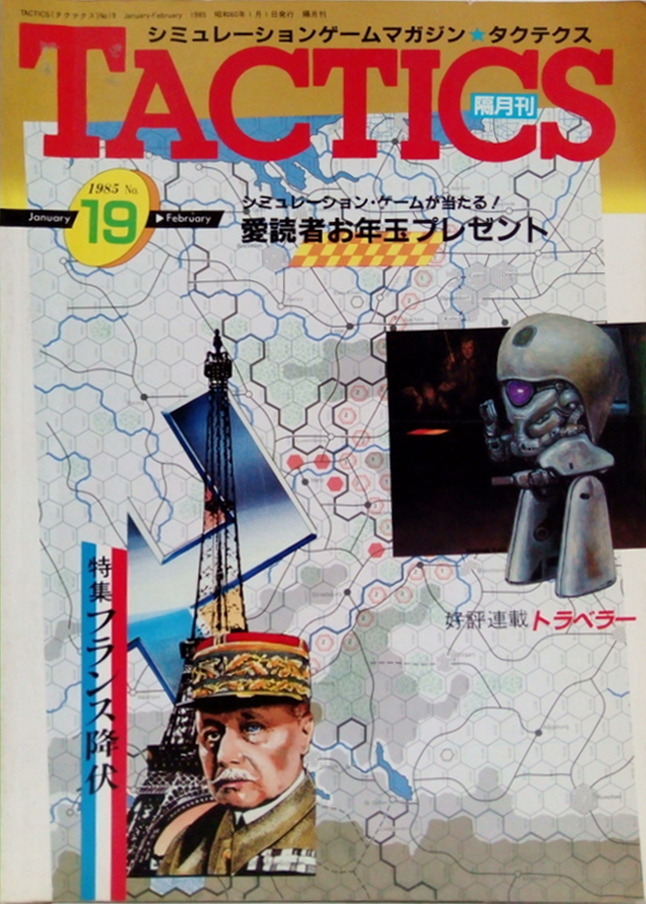 TACTICS(タクテクス)No.19 January-February 1985 昭和60年1月1日発行 隔月刊
シミュレーションゲームマガジン★タクテクス
TACTICS
隔月刊
1985 No.
19
January
▶February
シミュレーション・ゲームが当たる!
愛読者お年玉プレゼント
好評連載トラベラー
特集フランス降伏